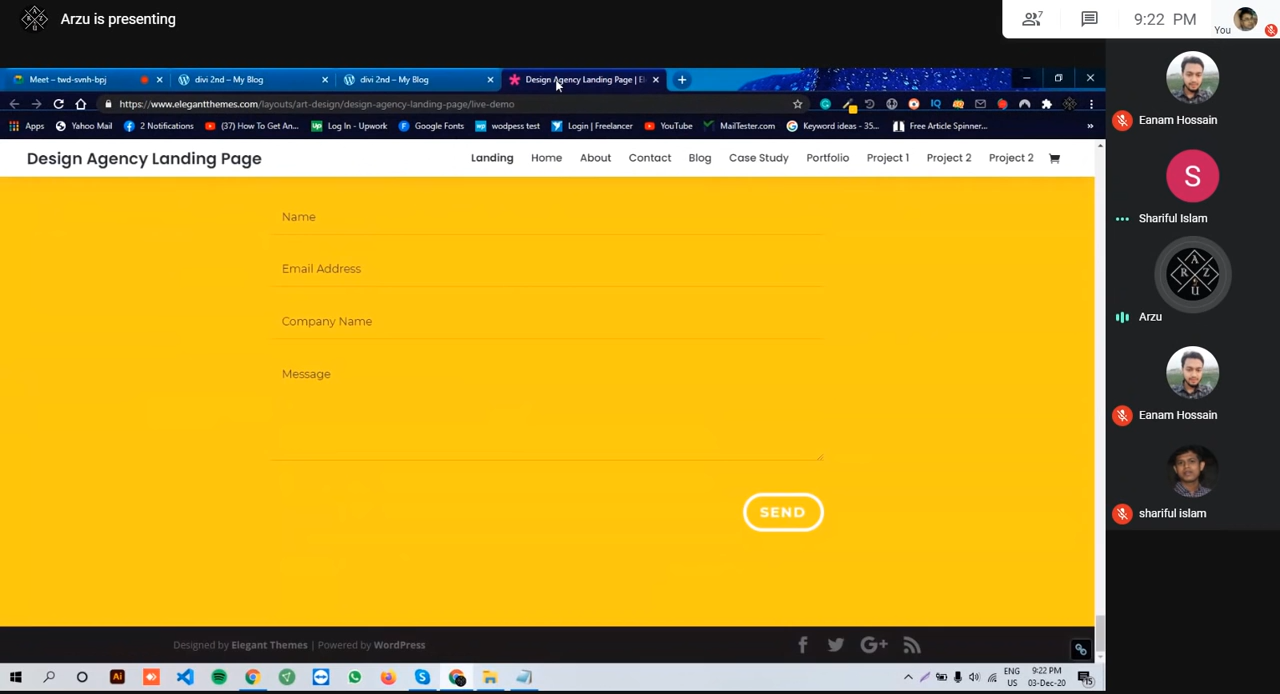 Arzu is presenting
7
9:22 PM
You
Meet – twd-svnh-bpj
divi 2nd – My Blog
divi 2nd – My Blog
Design Agency Landing Page | El
https://www.elegantthemes.com/layouts/art-design/design-agency-landing-page/live-demo
Apps
Yahoo Mail
2 Notifications
(37) How To Get An...
Log In - Upwork
Google Fonts
wodpess test
Login | Freelancer
YouTube
MailTester.com
Keyword ideas - 35...
Free Article Spinner...
Design Agency Landing Page
Landing
Home
About
Contact
Blog
Case Study
Portfolio
Project 1
Project 2
Project 2
Name
Email Address
Company Name
Message
SEND
Designed by Elegant Themes | Powered by WordPress
ENG
US
9:22 PM
03-Dec-20
15
Eanam Hossain
S
Shariful Islam
A
R Z
U
Arzu
Eanam Hossain
shariful islam